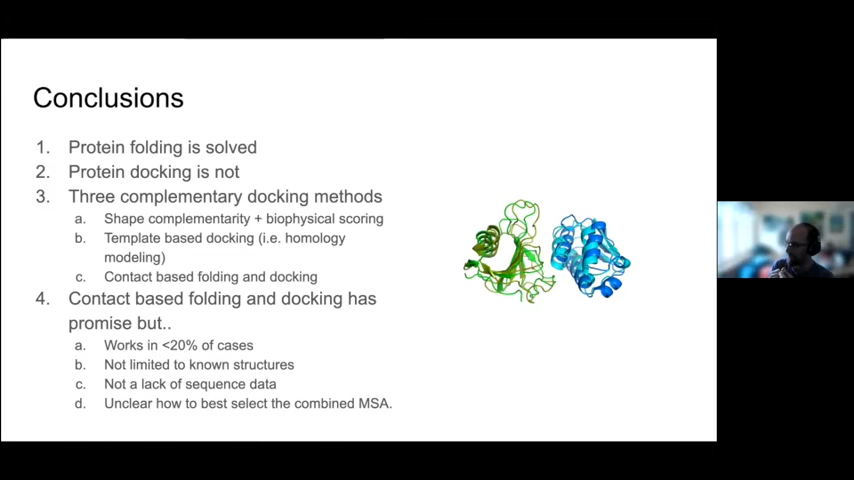 Conclusions
1. Protein folding is solved
2. Protein docking is not
3. Three complementary docking methods
a. Shape complementarity + biophysical scoring
b. Template based docking (i.e. homology
modeling)
c. Contact based folding and docking
4. Contact based folding and docking has
promise but..
a. Works in <20% of cases
b. Not limited to known structures
c. Not a lack of sequence data
d. Unclear how to best select the combined MSA.